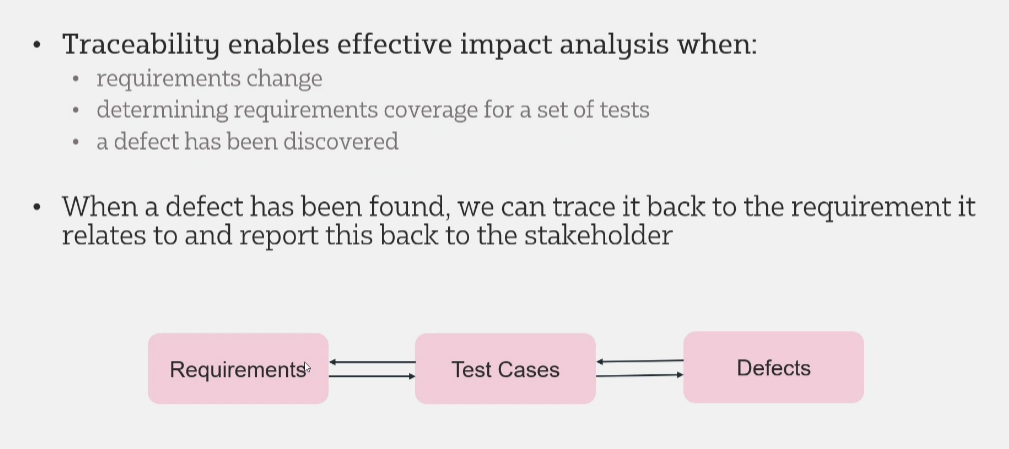 • Traceability enables effective impact analysis when:
• requirements change
• determining requirements coverage for a set of tests
• a defect has been discovered
• When a defect has been found, we can trace it back to the requirement it
relates to and report this back to the stakeholder
Requirements
Test Cases
Defects